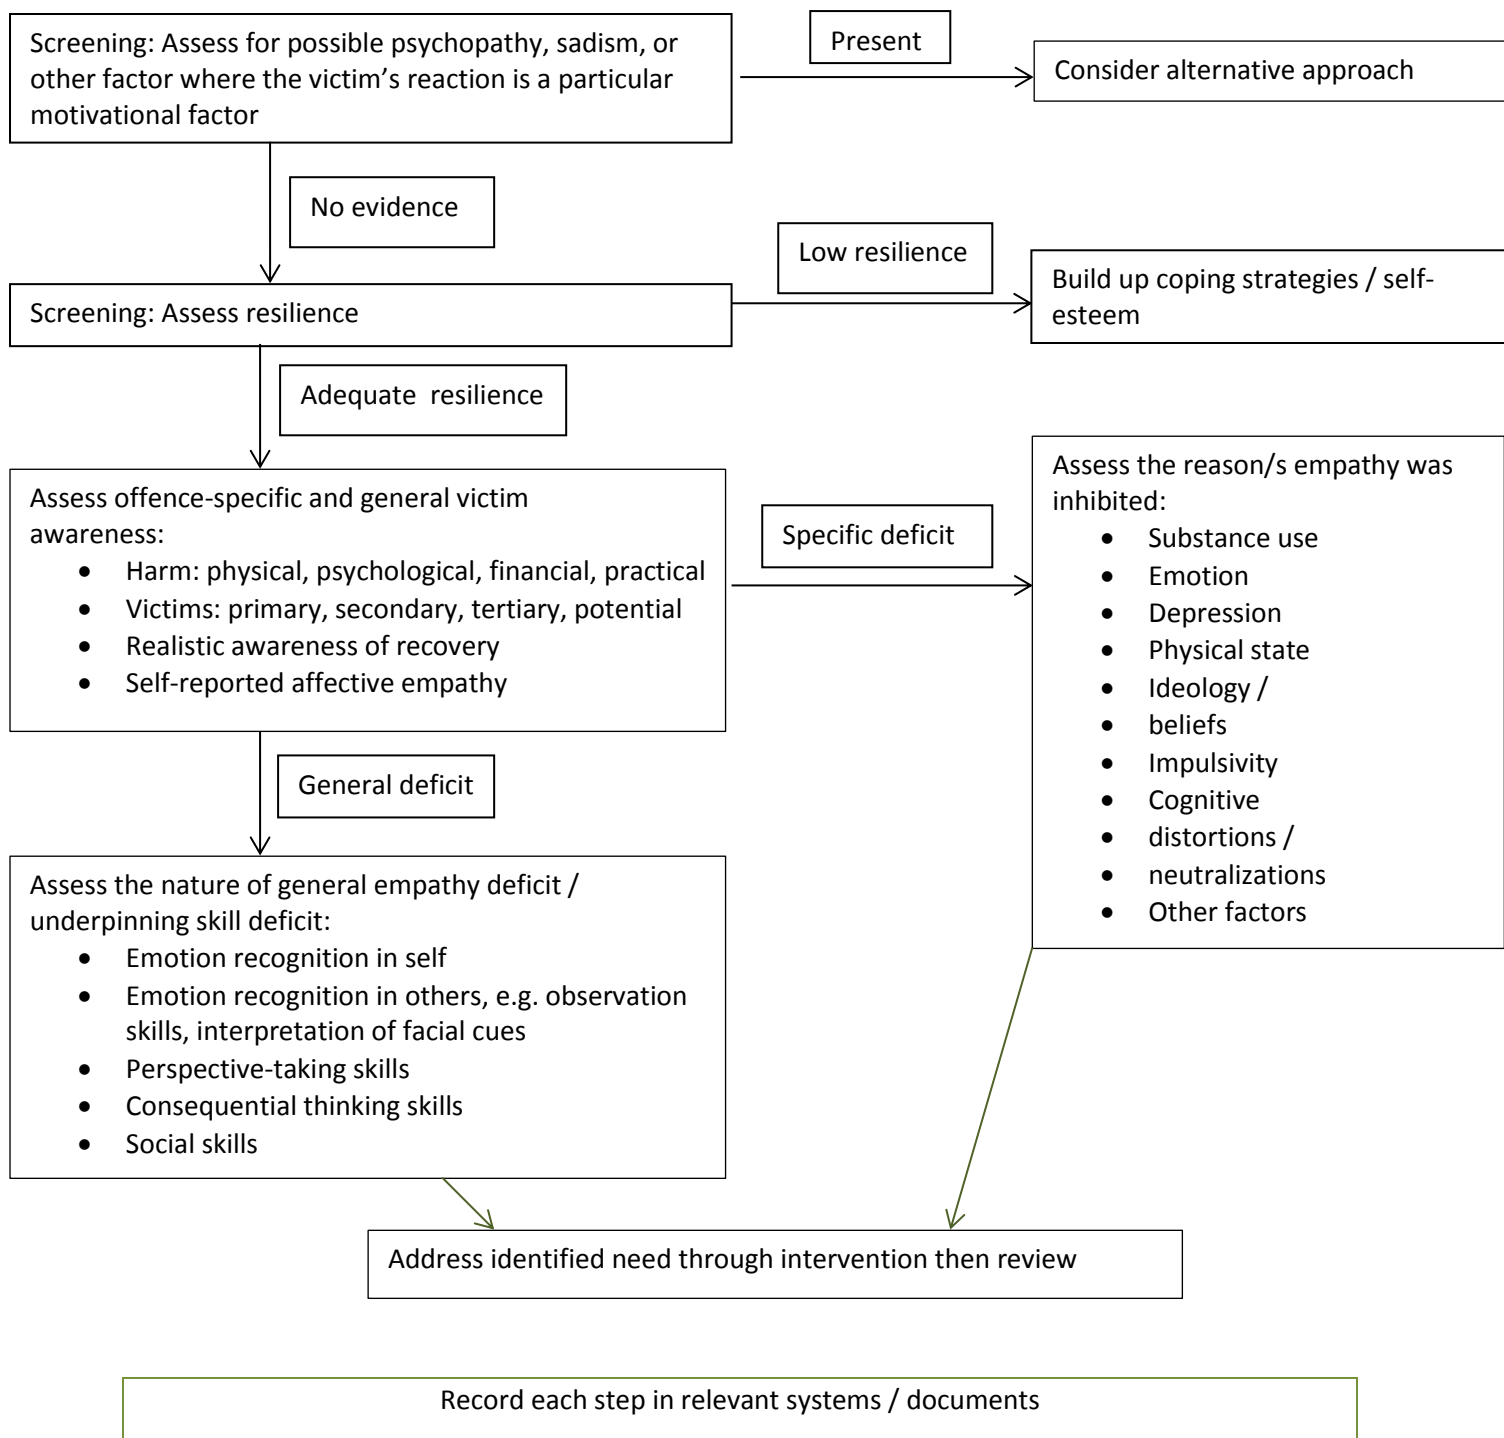 Screening: Assess for possible psychopathy, sadism, or
other factor where the victim’s reaction is a particular
motivational factor
Present
Consider alternative approach
No evidence
Screening: Assess resilience
Low resilience
Build up coping strategies / self-
esteem
Adequate  resilience
Assess offence-specific and general victim
awareness:
• Harm: physical, psychological, financial, practical
• Victims: primary, secondary, tertiary, potential
• Realistic awareness of recovery
• Self-reported affective empathy
Specific deficit
Assess the reason/s empathy was
inhibited:
• Substance use
• Emotion
• Depression
• Physical state
• Ideology /
• beliefs
• Impulsivity
• Cognitive
• distortions /
• neutralizations
• Other factors
General deficit
Assess the nature of general empathy deficit /
underpinning skill deficit:
• Emotion recognition in self
• Emotion recognition in others, e.g. observation
skills, interpretation of facial cues
• Perspective-taking skills
• Consequential thinking skills
• Social skills
Address identified need through intervention then review
Record each step in relevant systems / documents